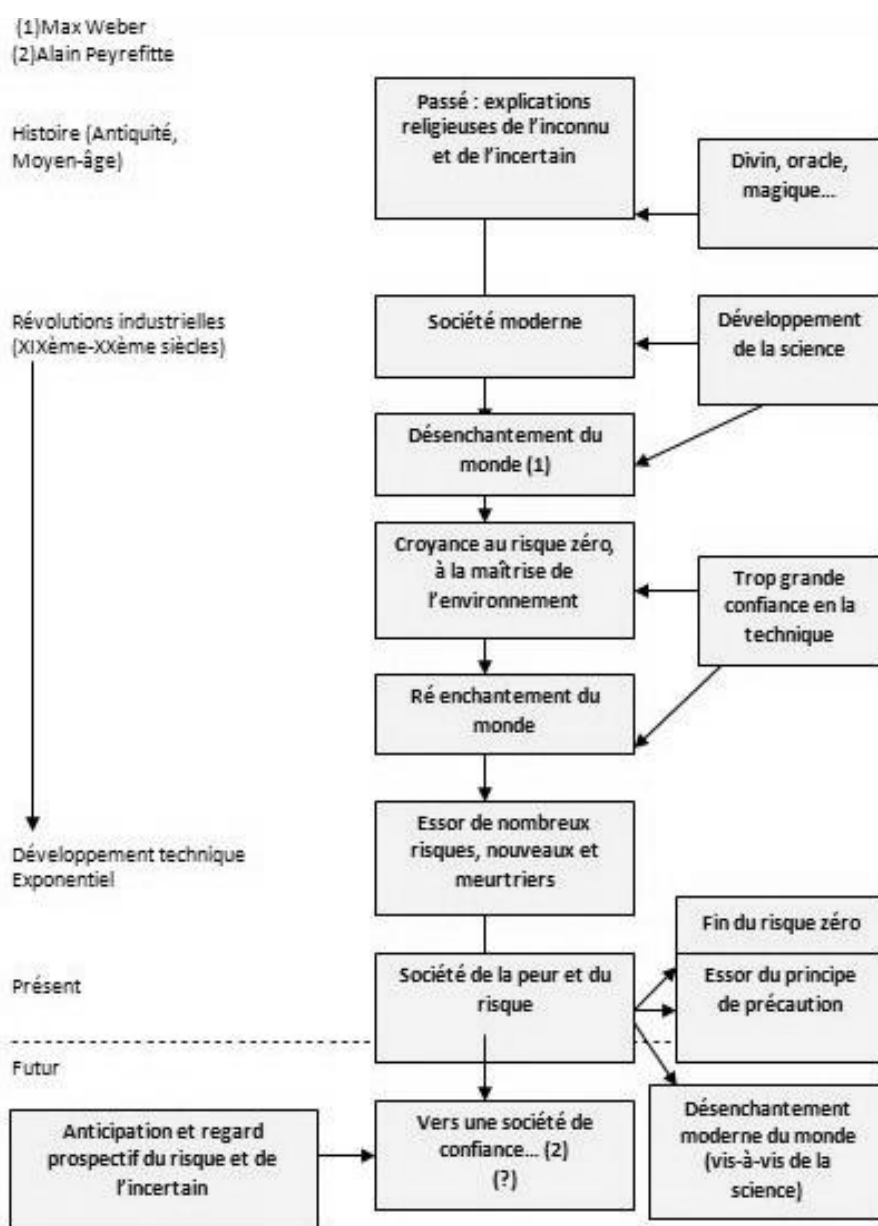 (1)Max Weber
(2)Alain Peyrefitte
Passé : explications
religieuses de l'inconnu
et de l'incertain
Histoire (Antiquité,
Moyen-âge)
Divin, oracle,
magique…
Révolutions industrielles
(XIXème-XXème siècles)
Société moderne
Développement
de la science
Désenchantement du
monde (1)
Croyance au risque zéro,
à la maîtrise de
l'environnement
Trop grande
confiance en la
technique
Ré enchantement du
monde
Essor de nombreux
risques, nouveaux et
meurtriers
Développement technique
Exponentiel
Fin du risque zéro
Présent
Société de la peur et du
risque
Essor du principe
de précaution
Futur
Anticipation et regard
prospectif du risque et de
l'incertain
Vers une société de
confiance… (2)
(?)
Désenchantement
moderne du monde
(vis-à-vis de la
science)